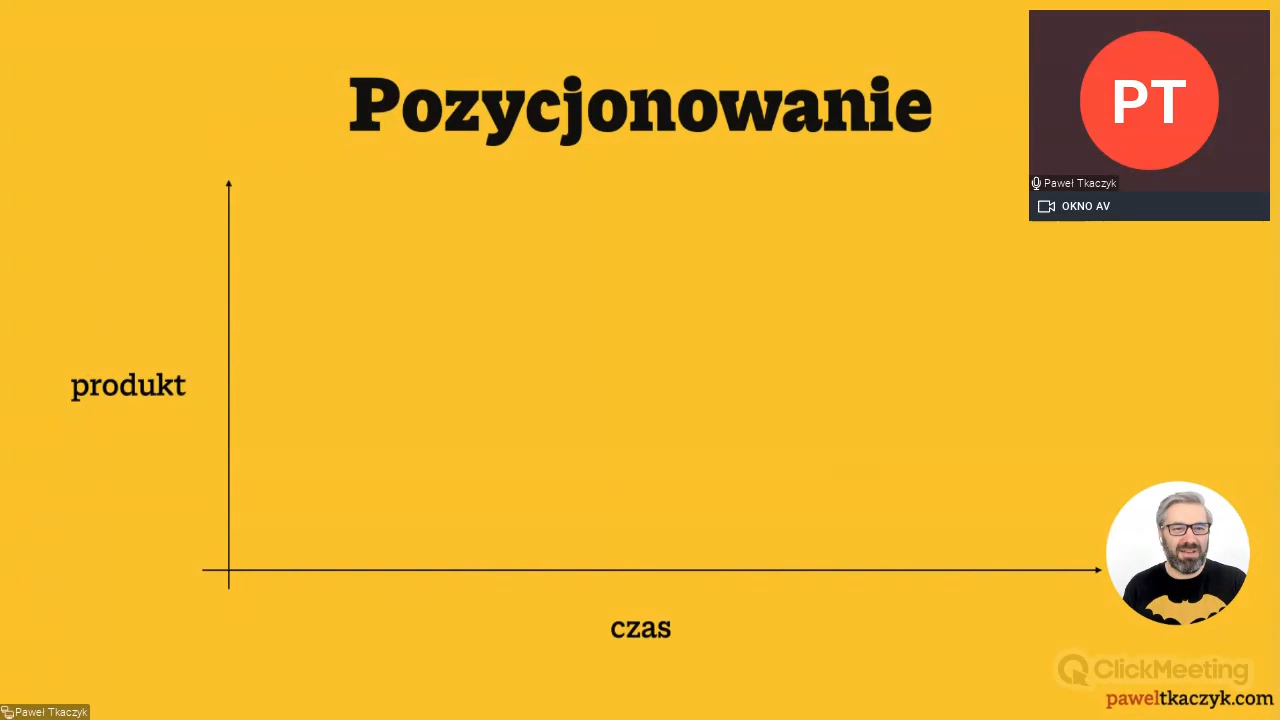 Pozycjonowanie
PT
Paweł Tkaczyk
OKNO AV
produkt
czas
ClickMeeting
paweltkaczyk.com
Paweł Tkaczyk